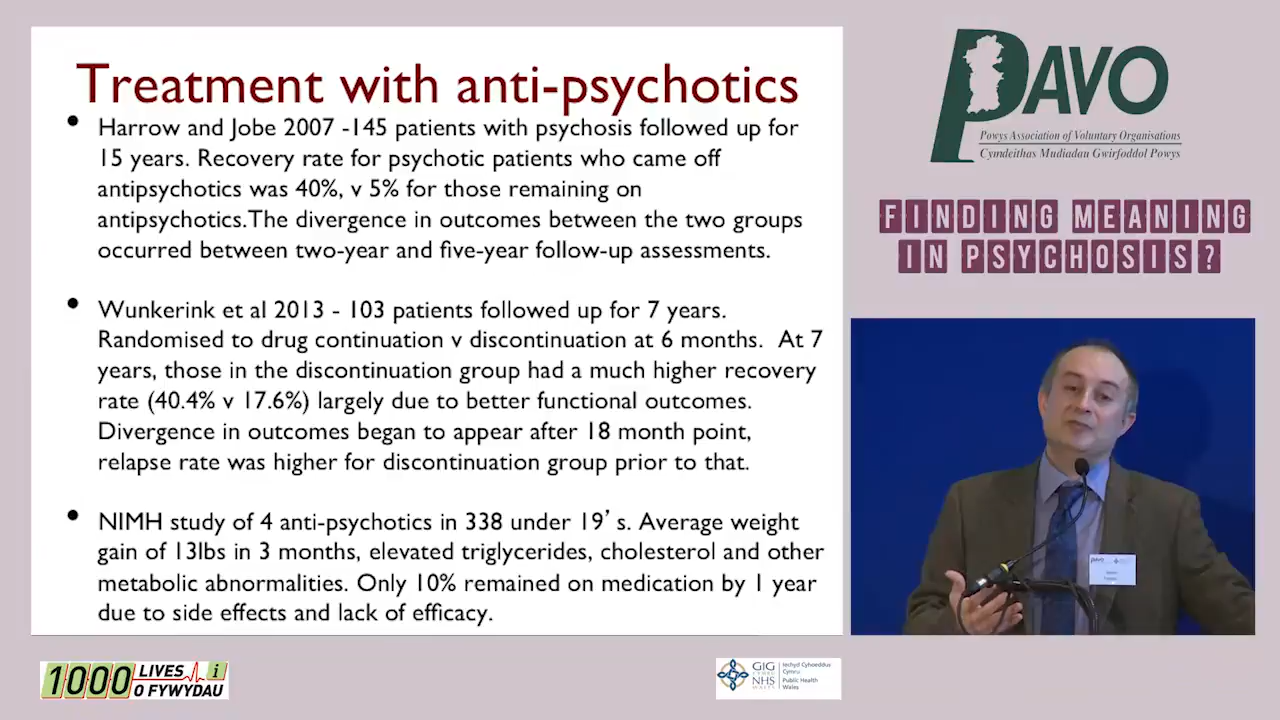 Treatment with anti-psychotics
• Harrow and Jobe 2007 -145 patients with psychosis followed up for
15 years. Recovery rate for psychotic patients who came off
antipsychotics was 40%, v 5% for those remaining on
antipsychotics.The divergence in outcomes between the two groups
occurred between two-year and five-year follow-up assessments.
• Wunkerink et al 2013 - 103 patients followed up for 7 years.
Randomised to drug continuation v discontinuation at 6 months. At 7
years, those in the discontinuation group had a much higher recovery
rate (40.4% v 17.6%) largely due to better functional outcomes.
Divergence in outcomes began to appear after 18 month point,
relapse rate was higher for discontinuation group prior to that.
• NIMH study of 4 anti-psychotics in 338 under 19's. Average weight
gain of 13lbs in 3 months, elevated triglycerides, cholesterol and other
metabolic abnormalities. Only 10% remained on medication by 1 year
due to side effects and lack of efficacy.
PAVO
Powys Association of Voluntary Organisations
Cymdeithas Mudiadau Gwirfoddol Powys
FINDING MEANING
IN PSYCHOSIS?
1000 LIVES i
O FYWYDAU
GIG
CYMRU
NHS
WALES
Iechyd Cyhoeddus
Cymru
Public Health
Wales